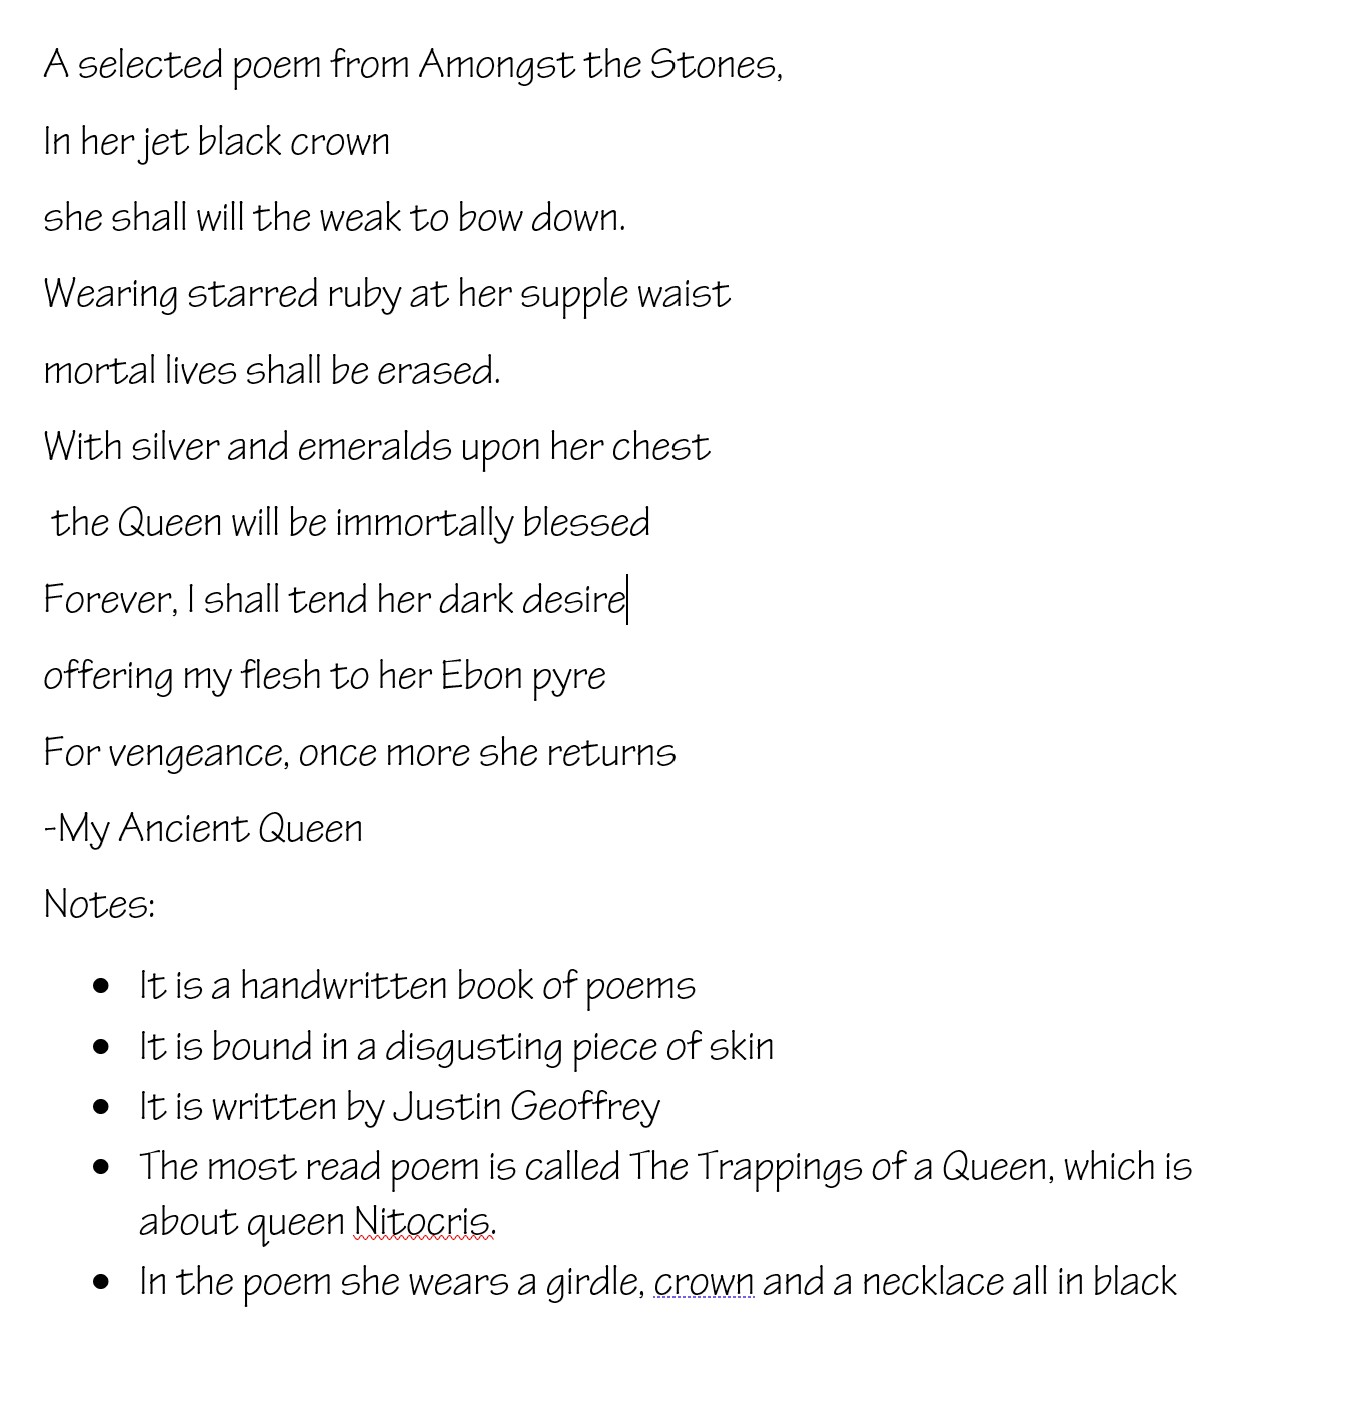 A selected poem from Amongst the Stones,
In her jet black crown
she shall will the weak to bow down.
Wearing starred ruby at her supple waist
mortal lives shall be erased.
With silver and emeralds upon her chest
the Queen will be immortally blessed
Forever, I shall tend her dark desire
offering my flesh to her Ebon pyre
For vengeance, once more she returns
-My Ancient Queen
Notes:
● It is a handwritten book of poems
● It is bound in a disgusting piece of skin
● It is written by Justin Geoffrey
● The most read poem is called The Trappings of a Queen, which is
about queen Nitocris.
● In the poem she wears a girdle, crown and a necklace all in black